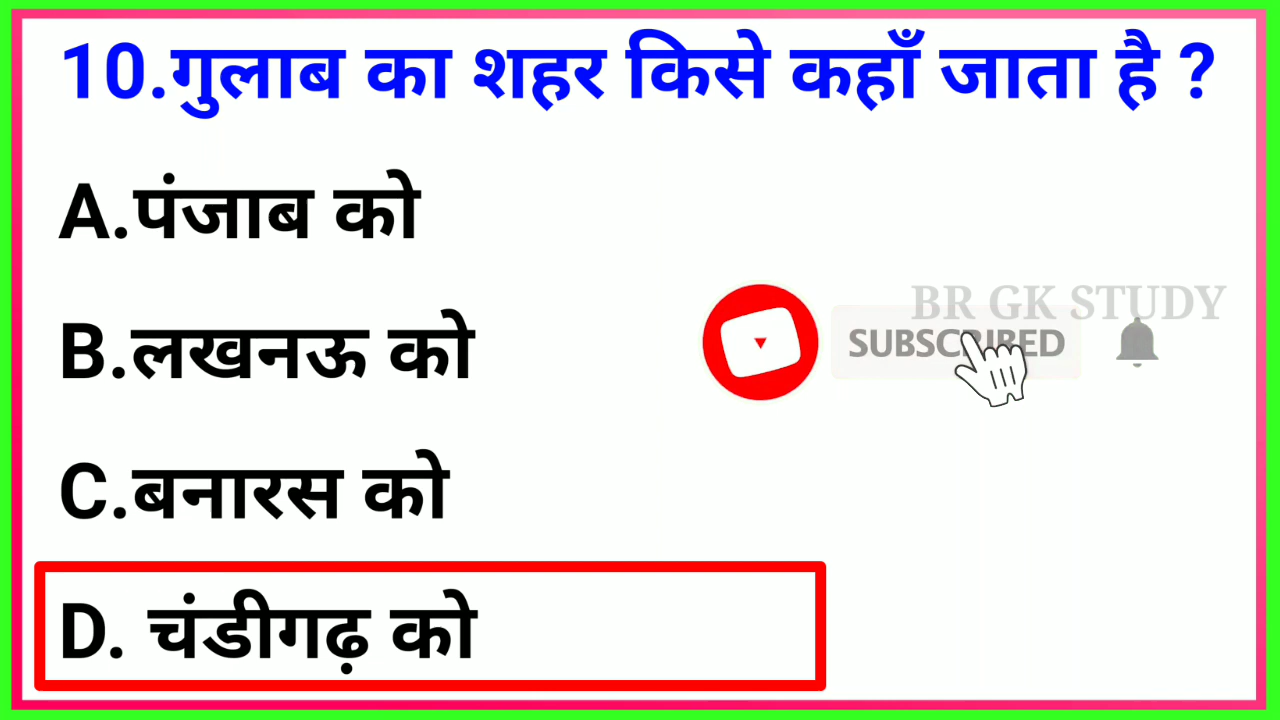 10.गुलाब का शहर किसे कहाँ जाता है ?
A.पंजाब को
B.लखनऊ को
BR GK STUDY
SUBSCRIBED
C.बनारस को
D. चंडीगढ़ को